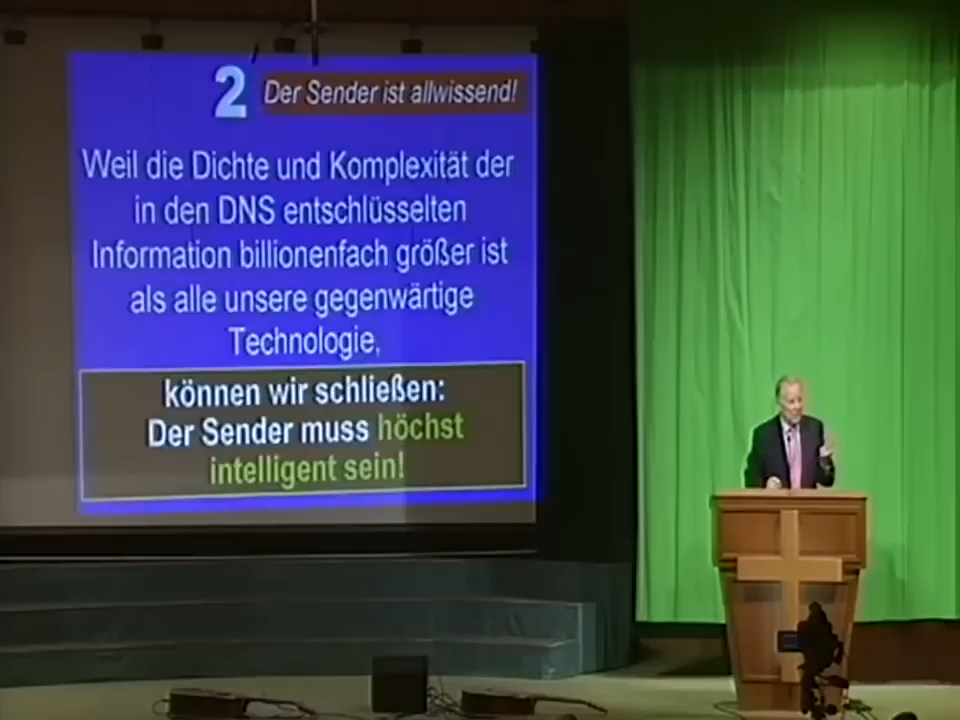 2 Der Sender ist allwissend!
Weil die Dichte und Komplexität der
in den DNS entschlüsselten
Information billionenfach größer ist
als alle unsere gegenwärtige
Technologie,
können wir schließen:
Der Sender muss höchst
intelligent sein!